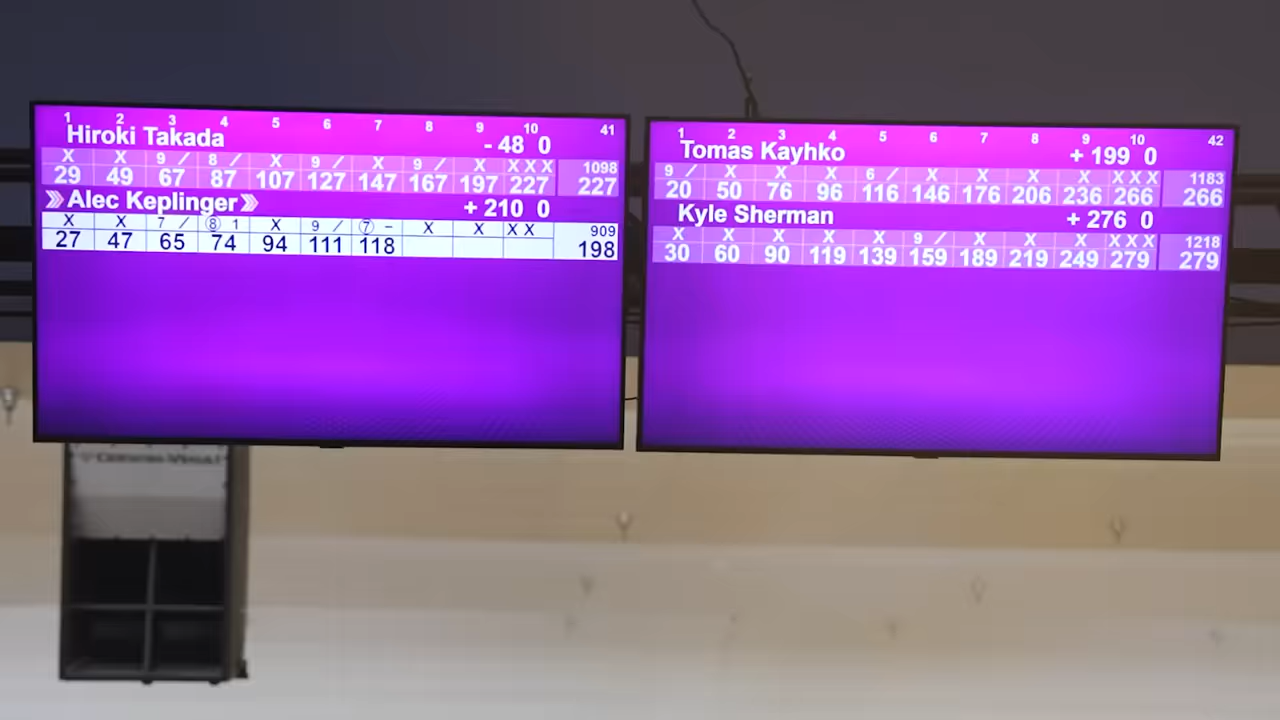 1 2 3 4 5 6 7 8 9 10 41
Hiroki Takada - 48 0
X X 9 / 8 / X 9 / X 9 / X X X X 1098
29 49 67 87 107 127 147 167 197 227 227
Alec Keplinger + 210 0
X X 7 / 8 1 X 9 / 7 - X X X X 909
27 47 65 74 94 111 118 198
1 2 3 4 5 6 7 8 9 10 42
Tomas Kayhko + 199 0
9 / X X X 6 / X X X X X X X 1183
20 50 76 96 116 146 176 206 236 266 266
Kyle Sherman + 276 0
X X X X X 9 / X X X X X X 1218
30 60 90 119 139 159 189 219 249 279 279
CERWIN-VEGA!